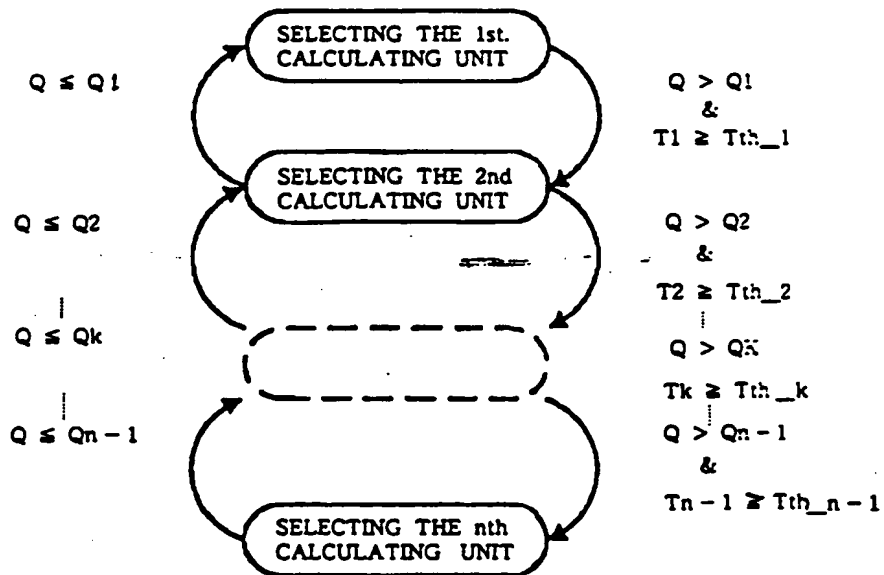 SELECTING THE 1st.
CALCULATING UNIT
Q ≤ Q1
Q > Q1
&
T1 ≧ Tth_1
SELECTING THE 2nd
CALCULATING UNIT
Q ≤ Q2
Q > Q2
&
T2 ≧ Tth_2
Q ≤ Qk
Q > QK
Tk ≧ Tth_k
Q ≤ Qn-1
Q > Qn-1
&
Tn-1 ≧ Tth_n-1
SELECTING THE nth
CALCULATING UNIT